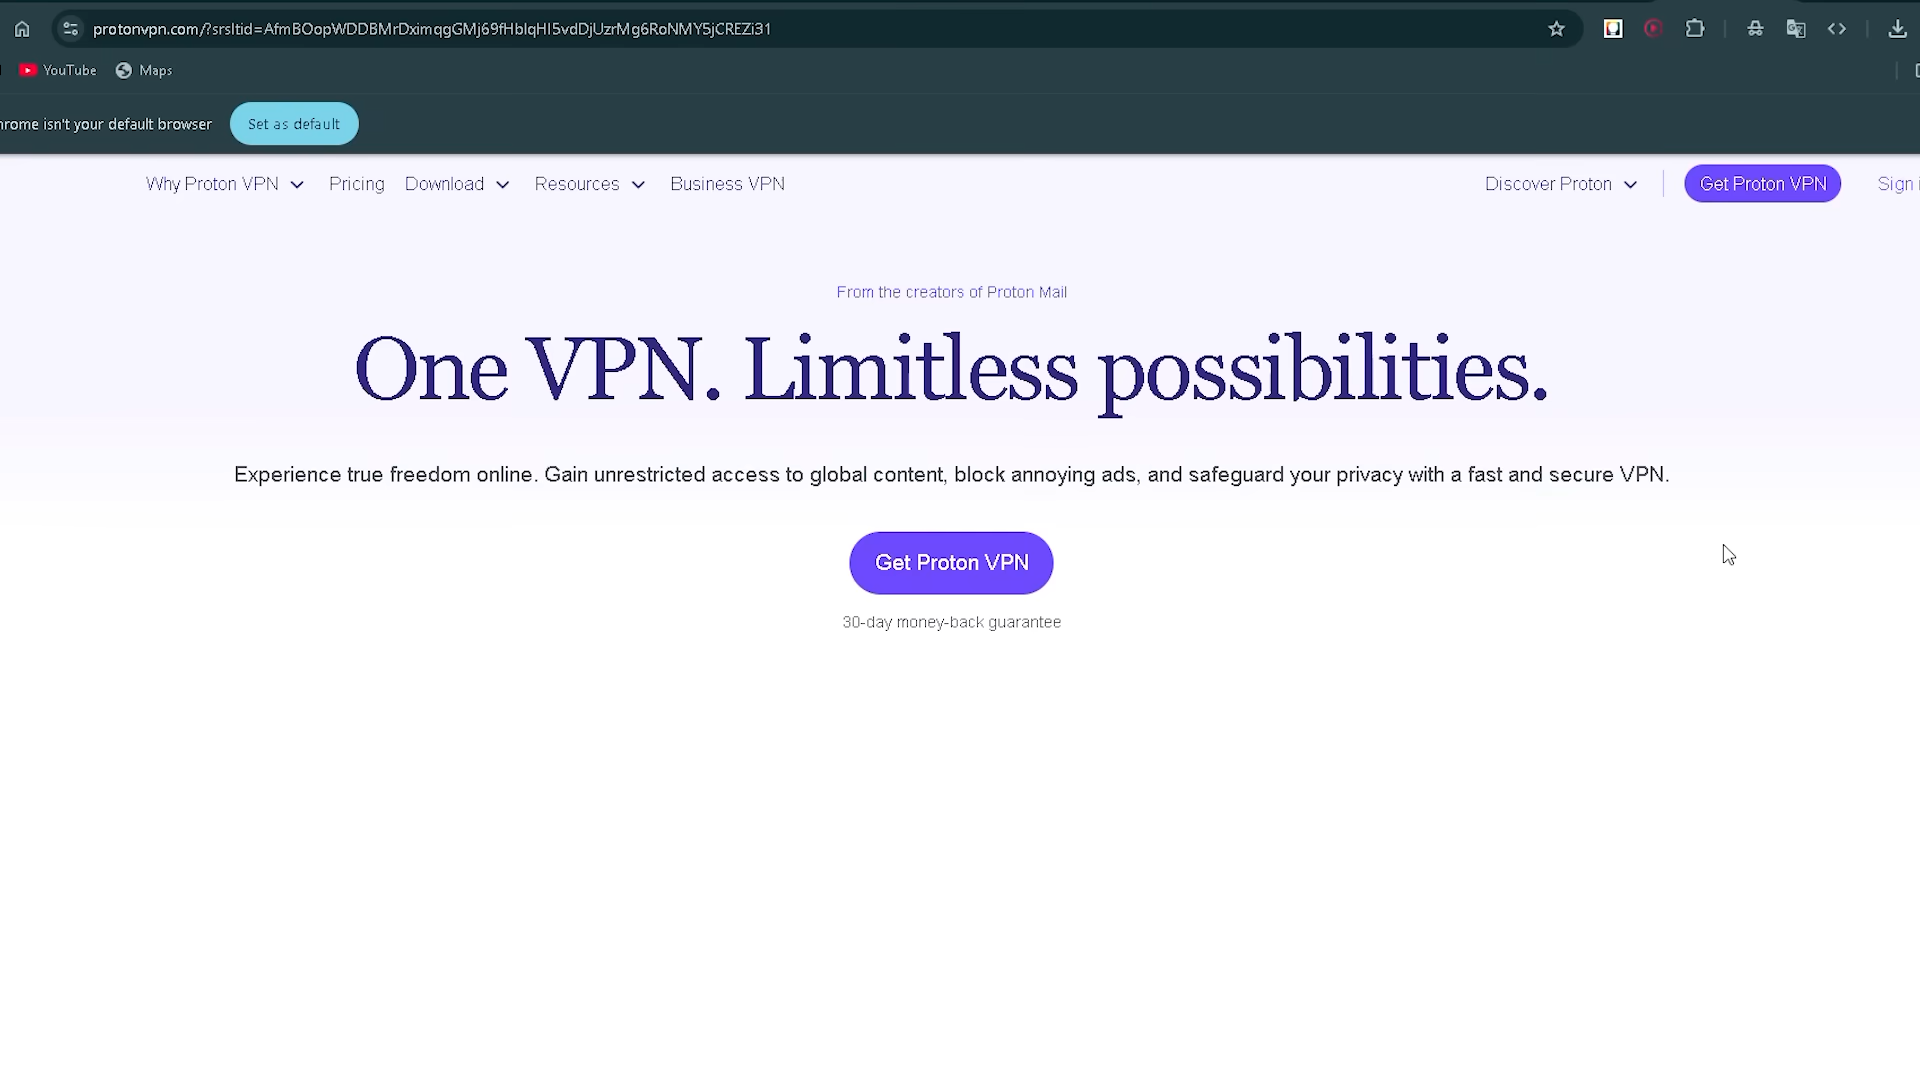 protonvpn.com/?srsltid=AfmBOopWDDBMrDximqgGMj69fHblqHI5vdDjUzrMg6RoNMY5jCREZi31
YouTube Maps
hrome isn't your default browser Set as default
Why Proton VPN Pricing Download Resources Business VPN Discover Proton Get Proton VPN Sign i
From the creators of Proton Mail
One VPN. Limitless possibilities.
Experience true freedom online. Gain unrestricted access to global content, block annoying ads, and safeguard your privacy with a fast and secure VPN.
Get Proton VPN
30-day money-back guarantee